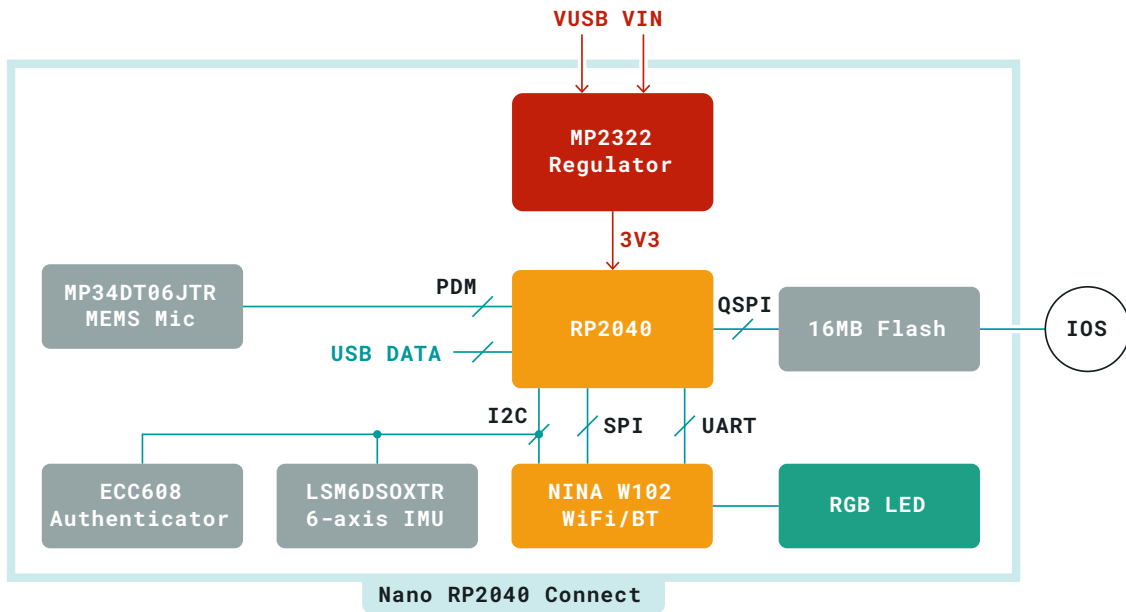 VUSB VIN
MP2322
Regulator
3V3
MP34DT06JTR
MEMS Mic
PDM
RP2040
QSPI
16MB Flash
IOS
USB DATA
I2C
SPI
UART
ECC608
Authenticator
LSM6DSOXTR
6-axis IMU
NINA W102
WiFi/BT
RGB LED
Nano RP2040 Connect